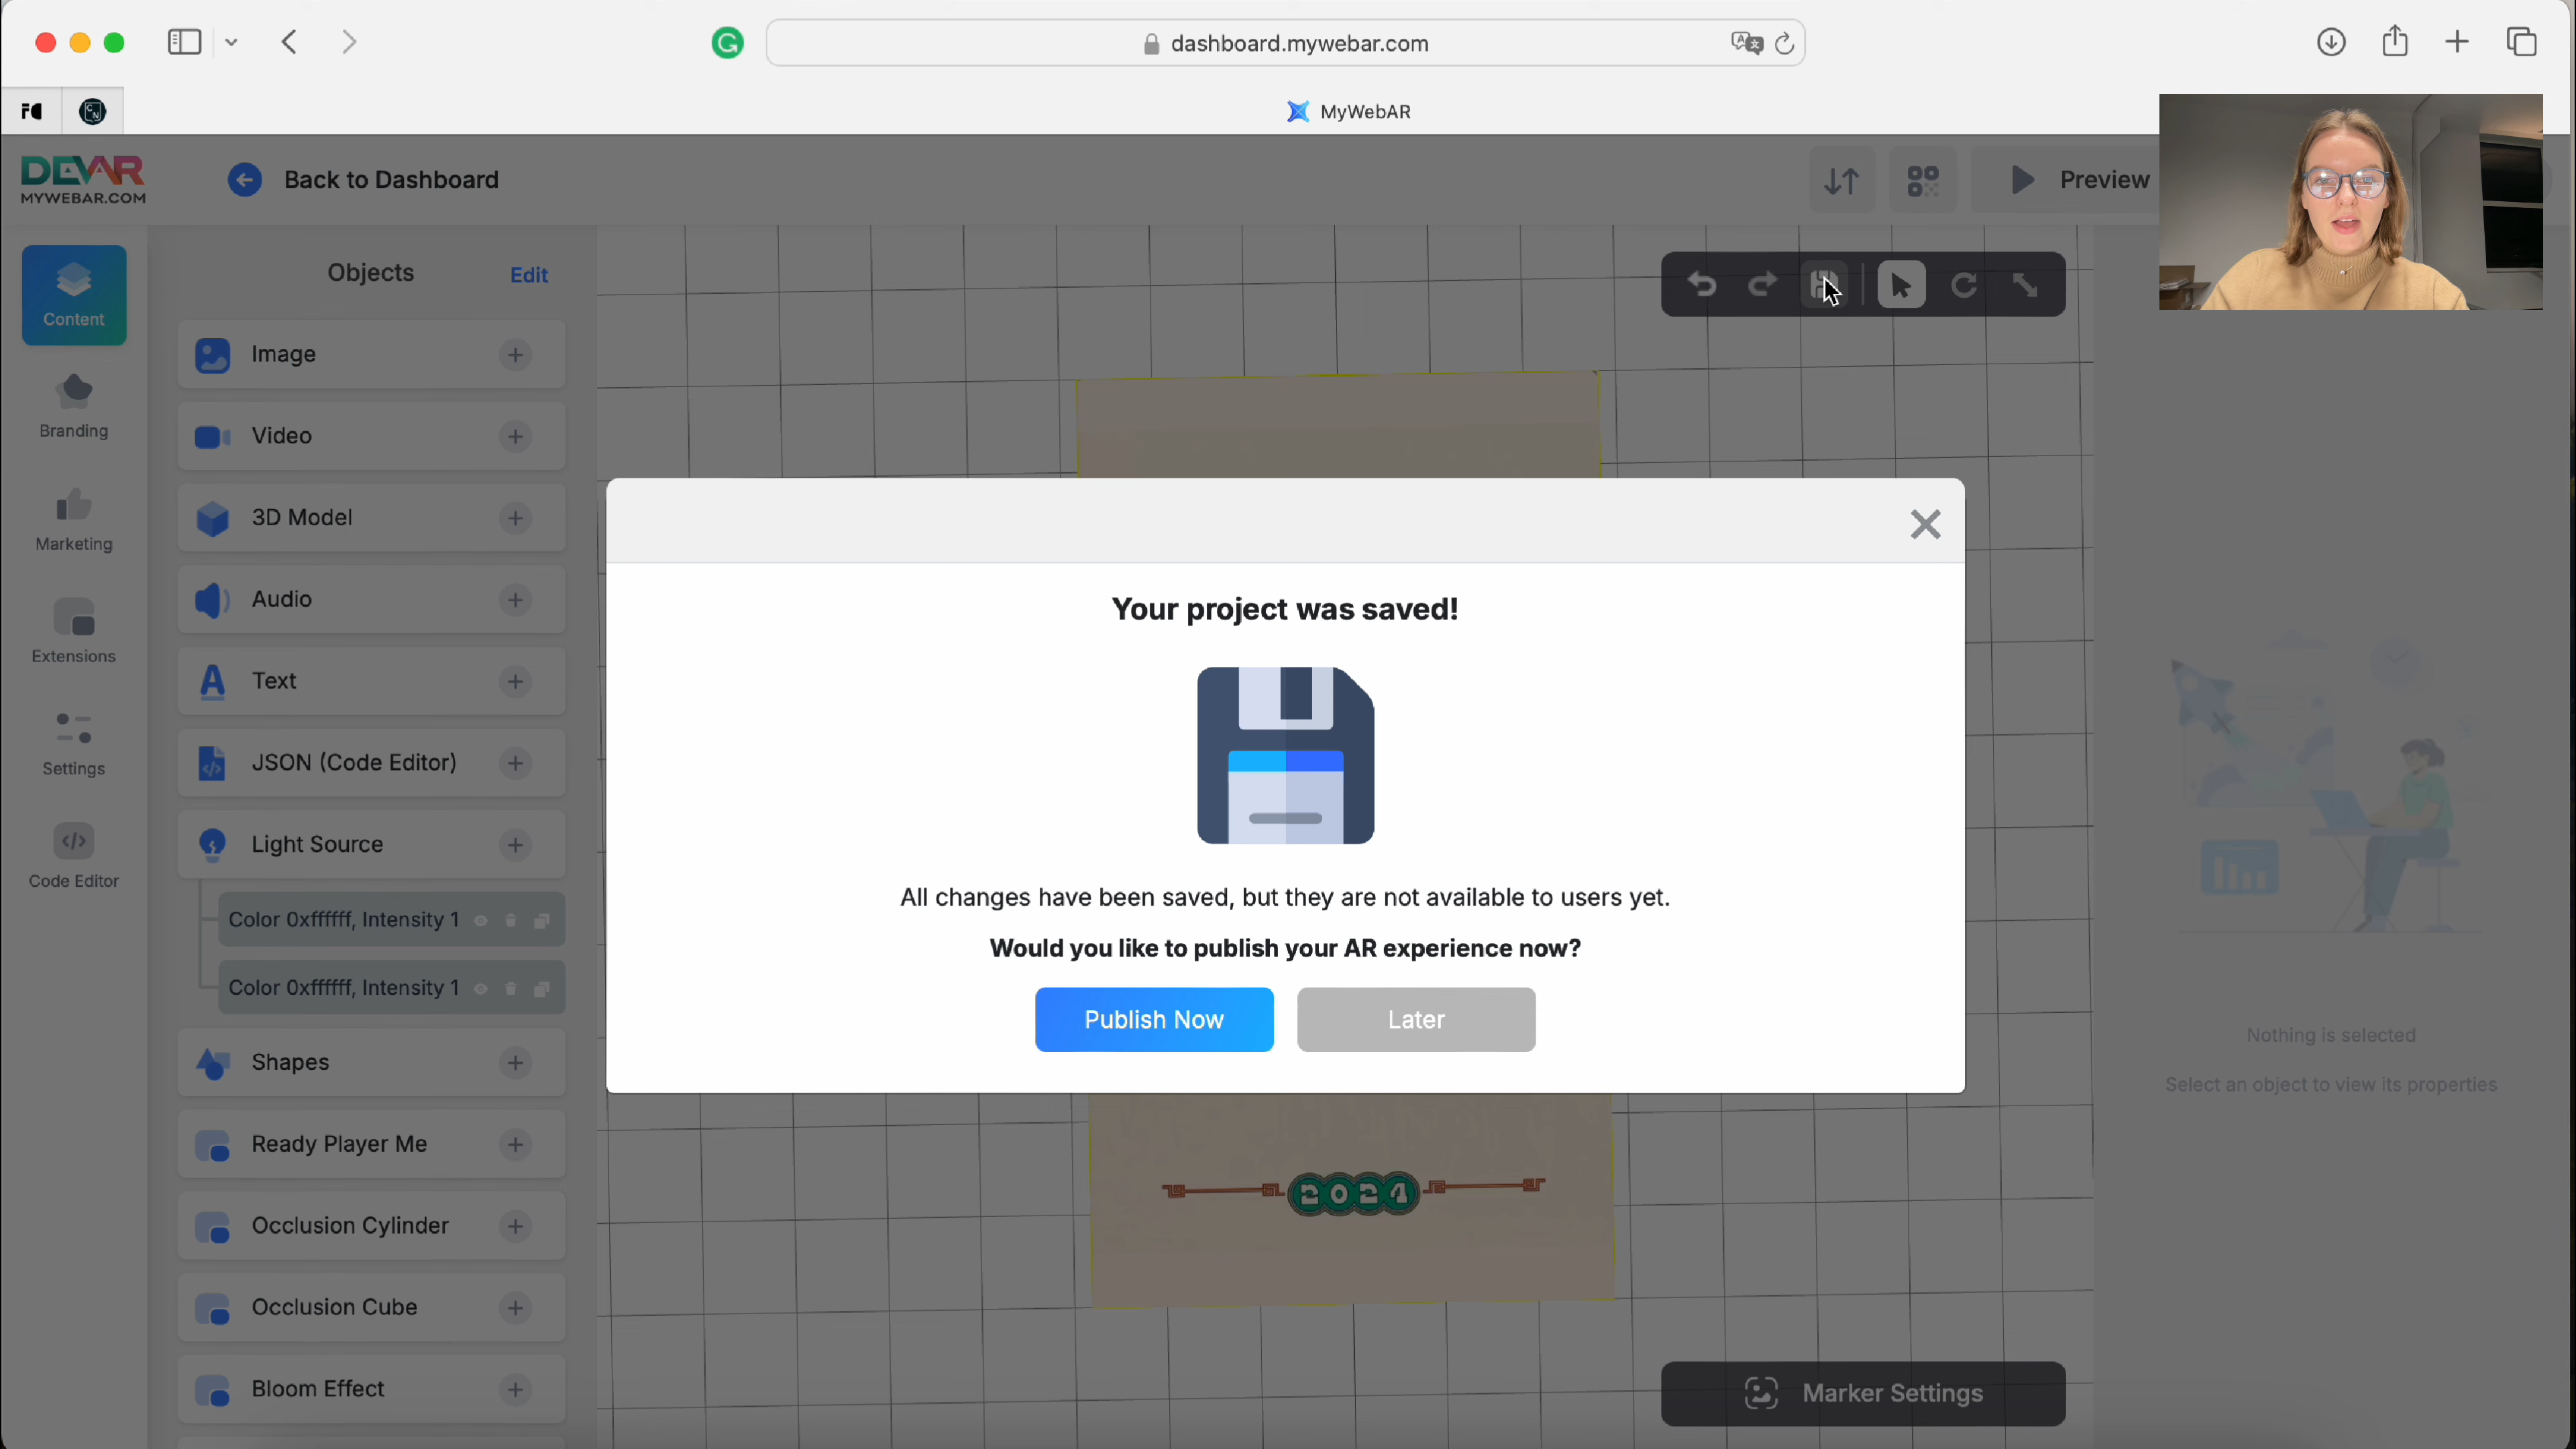 dashboard.mywebar.com
MyWebAR
DEVAR
MYWEBAR.COM
Back to Dashboard
Preview
Content
Branding
Marketing
Extensions
Settings
Code Editor
Objects
Edit
Image
Video
3D Model
Audio
Text
JSON (Code Editor)
Light Source
Color 0xffffff, Intensity 1
Color 0xffffff, Intensity 1
Shapes
Ready Player Me
Occlusion Cylinder
Occlusion Cube
Bloom Effect
Your project was saved!
All changes have been saved, but they are not available to users yet.
Would you like to publish your AR experience now?
Publish Now
Later
2024
Marker Settings
Nothing is selected
Select an object to view its properties